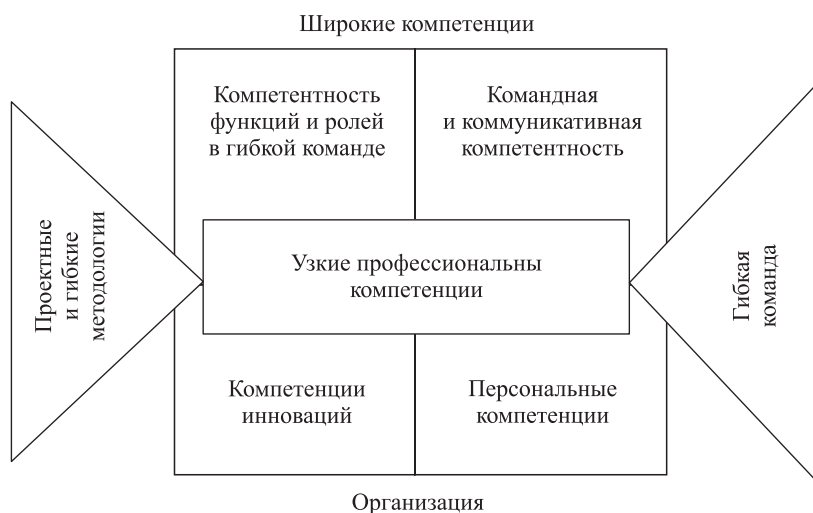 Широкие компетенции
Компетентность
функций и ролей
в гибкой команде
Командная
и коммуникативная
компетентность
Проектные
и гибкие
методологии
Узкие профессиональны
компетенции
Гибкая
команда
Компетенции
инноваций
Персональные
компетенции
Организация